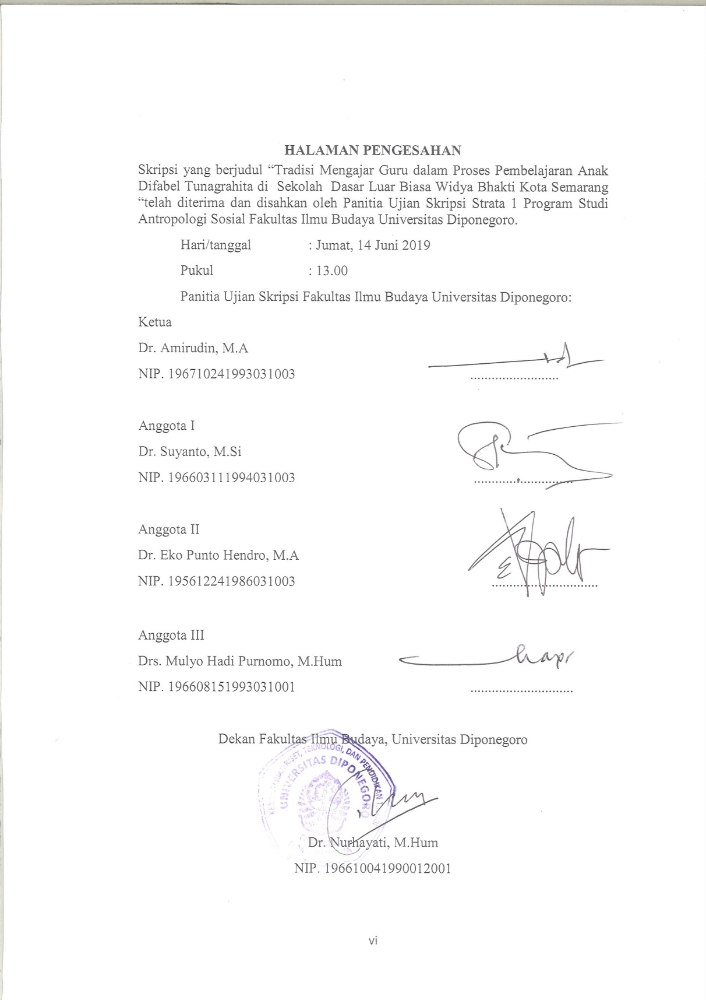 HALAMAN PENGESAHAN
Skripsi yang berjudul “Tradisi Mengajar Guru dalam Proses Pembelajaran Anak
Difabel Tunagrahita di Sekolah Dasar Luar Biasa Widya Bhakti Kota Semarang
“telah diterima dan disahkan oleh Panitia Ujian Skripsi Strata 1 Program Studi
Antropologi Sosial Fakultas Ilmu Budaya Universitas Diponegoro.
Hari/tanggal : Jumat, 14 Juni 2019
Pukul : 13.00
Panitia Ujian Skripsi Fakultas Ilmu Budaya Universitas Diponegoro:
Ketua
Dr. Amirudin, M.A
NIP. 196710241993031003 .........................
Anggota I
Dr. Suyanto, M.Si
NIP. 196603111994031003 ............................
Anggota II
Dr. Eko Punto Hendro, M.A
NIP. 195612241986031003 ..............................
Anggota III
Drs. Mulyo Hadi Purnomo, M.Hum
NIP. 196608151993031001 .............................
Dekan Fakultas Ilmu Budaya, Universitas Diponegoro
RISET, TEKNOLOGI, DAN PENDIDIKAN
UNIVERSITAS DIPONEGORO
Dr. Nurhayati, M.Hum
NIP. 196610041990012001
vi